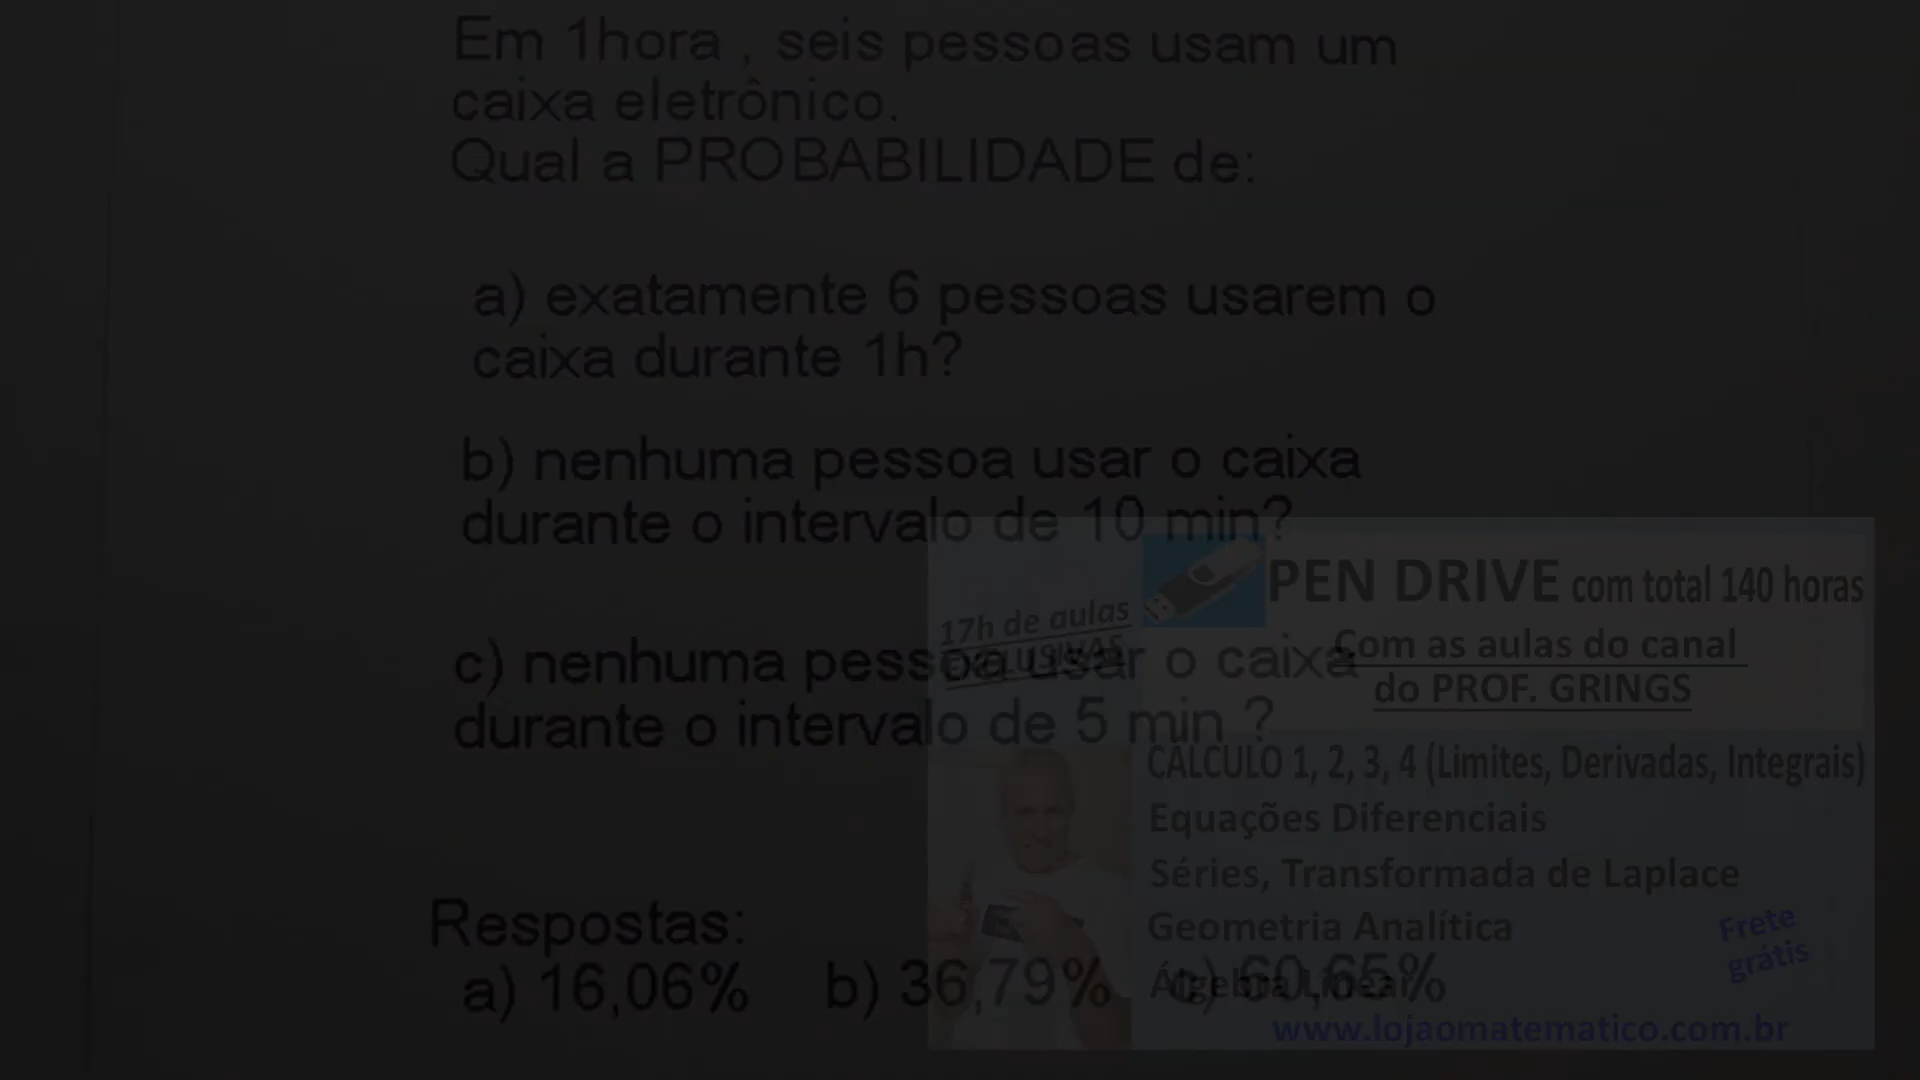 Em 1hora , seis pessoas usam um
caixa eletrônico.
Qual a PROBABILIDADE de:
a) exatamente 6 pessoas usarem o
caixa durante 1h?
b) nenhuma pessoa usar o caixa
durante o intervalo de 10 min?
c) nenhuma pessoa usar o caixa
durante o intervalo de 5 min ?
Respostas:
a) 16,06% b) 36,79% c) 60,65%
17h de aulas
EXCLUSIVAS
PEN DRIVE com total 140 horas
Com as aulas do canal
do PROF. GRINGS
CÁLCULO 1, 2, 3, 4 (Limites, Derivadas, Integrais)
Equações Diferenciais
Séries, Transformada de Laplace
Geometria Analítica
Álgebra Linear
Frete
grátis
www.lojaomatematico.com.br